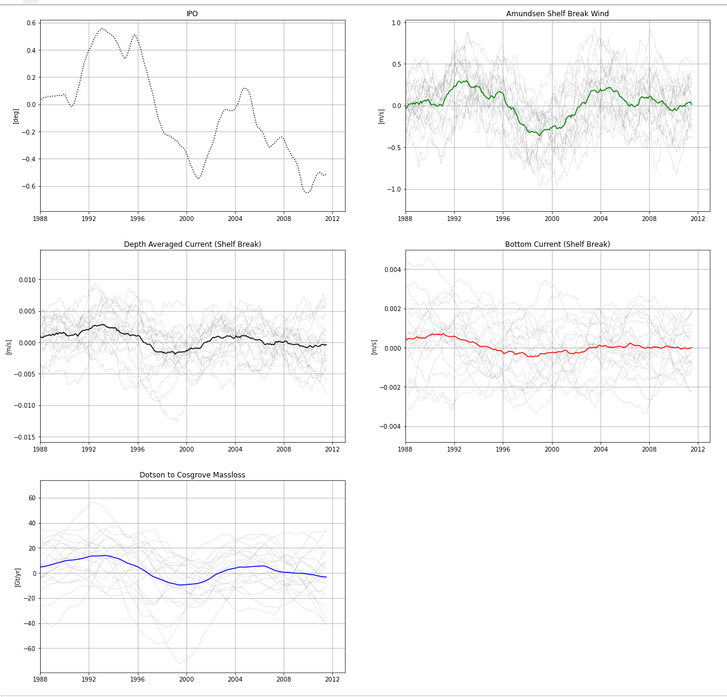 IPO
[deg]
0.6
0.4
0.2
0.0
−0.2
−0.4
−0.6
1988 1992 1996 2000 2004 2008 2012
Amundsen Shelf Break Wind
[m/s]
1.0
0.5
0.0
−0.5
−1.0
1988 1992 1996 2000 2004 2008 2012
Depth Averaged Current (Shelf Break)
[m/s]
0.010
0.005
0.000
−0.005
−0.010
−0.015
1988 1992 1996 2000 2004 2008 2012
Bottom Current (Shelf Break)
[m/s]
0.004
0.002
0.000
−0.002
−0.004
1988 1992 1996 2000 2004 2008 2012
Dotson to Cosgrove Massloss
[Gt/yr]
60
40
20
0
−20
−40
−60
1988 1992 1996 2000 2004 2008 2012